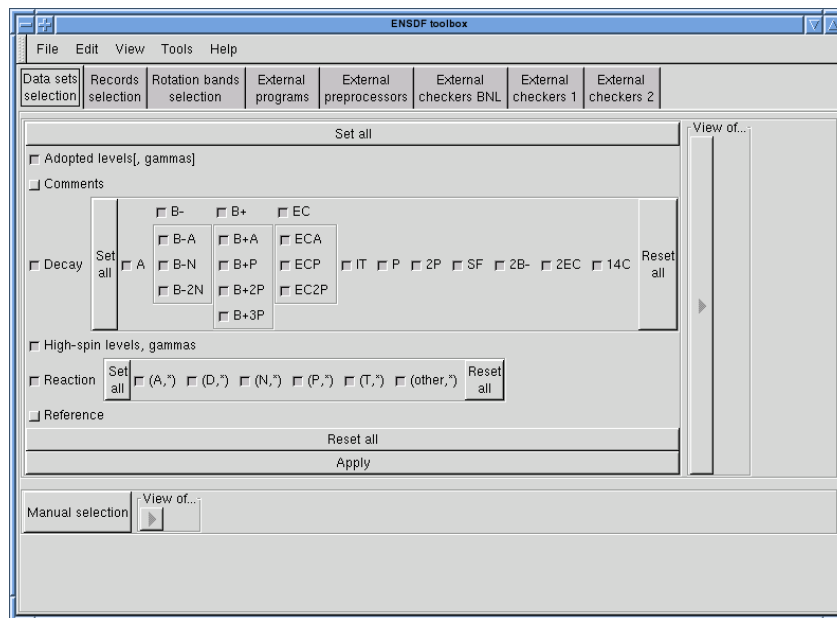 ENSDF toolbox
File Edit View Tools Help
Data sets selection
Records selection
Rotation bands selection
External programs
External preprocessors
External checkers BNL
External checkers 1
External checkers 2
Set all
View of...
Adopted levels[, gammas]
Comments
B- B+ EC
B-A B+A ECA
Decay Set all A B-N B+P ECP IT P 2P SF 2B- 2EC 14C Reset all
B-2N B+2P EC2P
B+3P
High-spin levels, gammas
Reaction Set all (A,*) (D,*) (N,*) (P,*) (T,*) (other,*) Reset all
Reference
Reset all
Apply
Manual selection
View of...